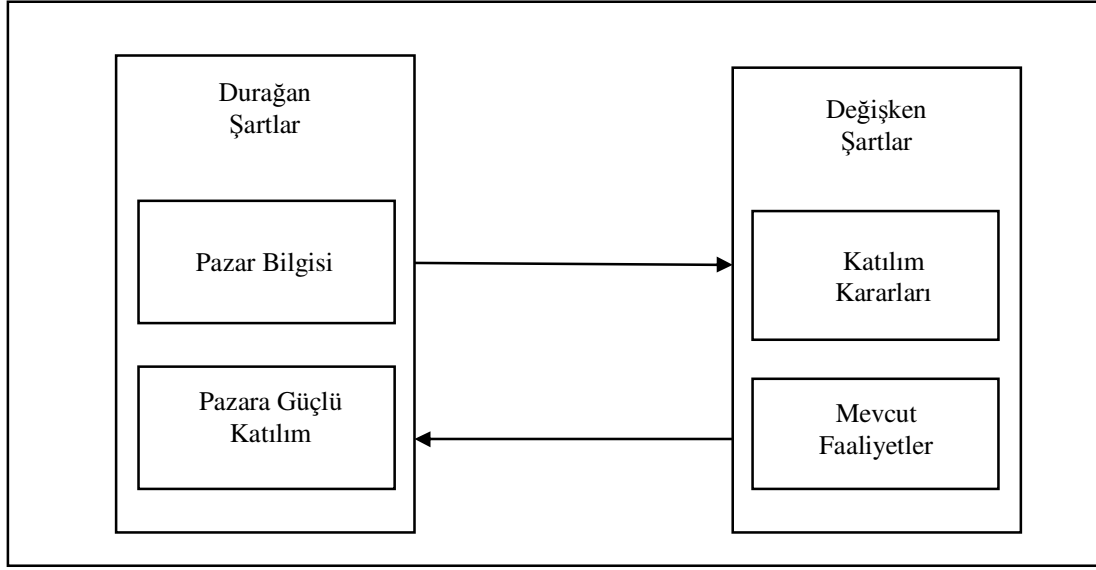 Durağan
Şartlar
Pazar Bilgisi
Pazara Güçlü
Katılım
Değişken
Şartlar
Katılım
Kararları
Mevcut
Faaliyetler